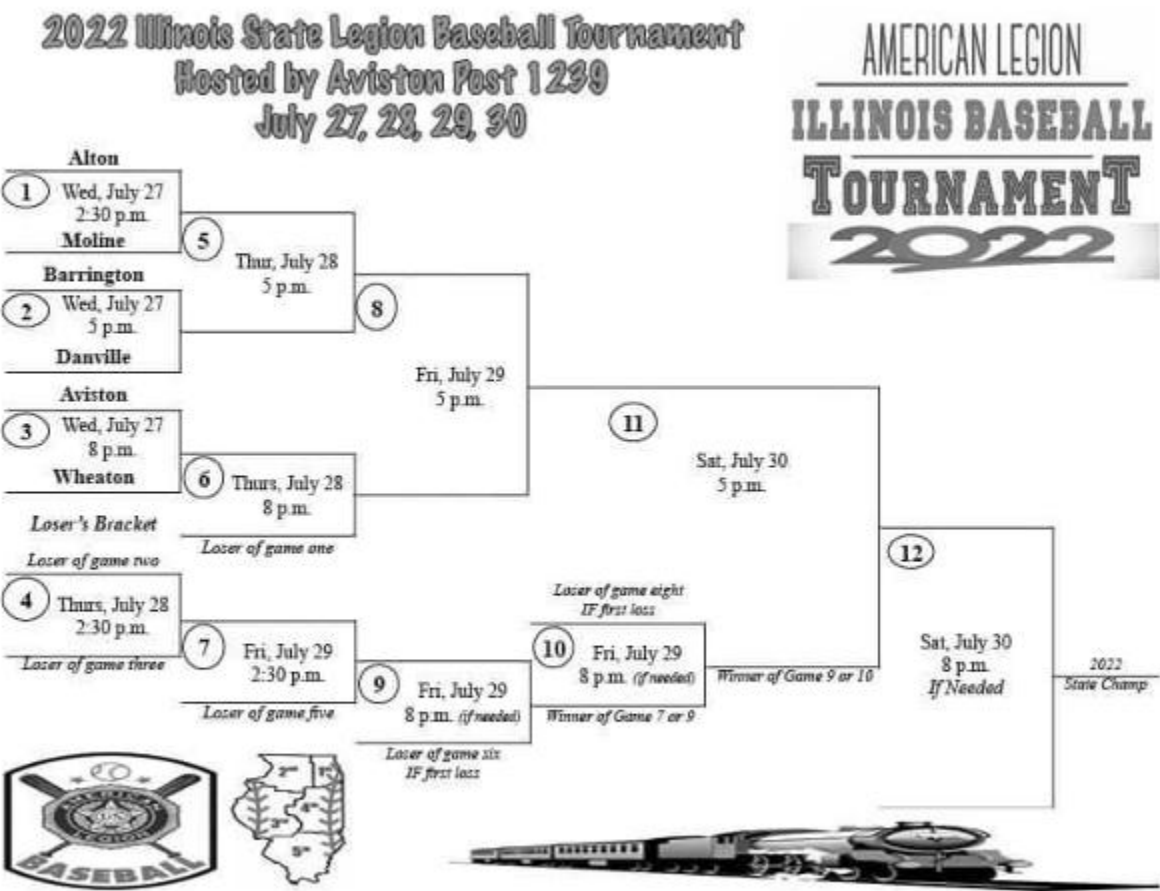 2022 Illinois State Legion Baseball Tournament
Hosted by Aviston Post 1239
July 27, 28, 29, 30
AMERICAN LEGION
ILLINOIS BASEBALL
TOURNAMENT
2022
Alton
1
Wed, July 27
2:30 p.m.
Moline
5
Thur, July 28
5 p.m.
Barrington
2
Wed, July 27
5 p.m.
Danville
8
Fri, July 29
5 p.m.
Aviston
3
Wed, July 27
8 p.m.
Wheaton
6
Thurs, July 28
8 p.m.
Loser of game one
11
Sat, July 30
5 p.m.
Loser's Bracket
Loser of game two
4
Thurs, July 28
2:30 p.m.
Loser of game three
7
Fri, July 29
2:30 p.m.
Loser of game five
9
Fri, July 29
8 p.m. (if needed)
Loser of game six
IF first loss
Loser of game eight
IF first loss
10
Fri, July 29
8 p.m. (if needed)
Winner of Game 7 or 9
Winner of Game 9 or 10
12
Sat, July 30
8 p.m.
If Needed
2022
State Champ
AMERICAN
LEGION
BASEBALL
2nd
1st
4th
3rd
5th